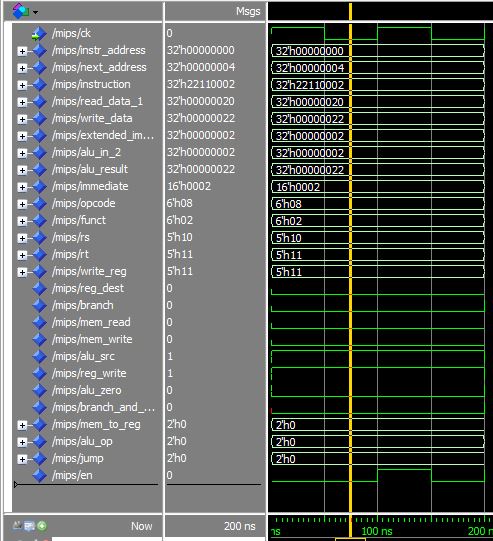 Msgs
/mips/ck 0
/mips/instr_address 32'h00000000 32'h00000000
/mips/next_address 32'h00000004 32'h00000004
/mips/instruction 32'h22110002 32'h22110002
/mips/read_data_1 32'h00000020 32'h00000020
/mips/write_data 32'h00000022 32'h00000022
/mips/extended_im... 32'h00000002 32'h00000002
/mips/alu_in_2 32'h00000002 32'h00000002
/mips/alu_result 32'h00000022 32'h00000022
/mips/immediate 16'h0002 16'h0002
/mips/opcode 6'h08 6'h08
/mips/funct 6'h02 6'h02
/mips/rs 5'h10 5'h10
/mips/rt 5'h11 5'h11
/mips/write_reg 5'h11 5'h11
/mips/reg_dest 0
/mips/branch 0
/mips/mem_read 0
/mips/mem_write 0
/mips/alu_src 1
/mips/reg_write 1
/mips/alu_zero 0
/mips/branch_and_... 0
/mips/mem_to_reg 2'h0 2'h0
/mips/alu_op 2'h0 2'h0
/mips/jump 2'h0 2'h0
/mips/en 0
Now 200 ns 100 ns 200 n